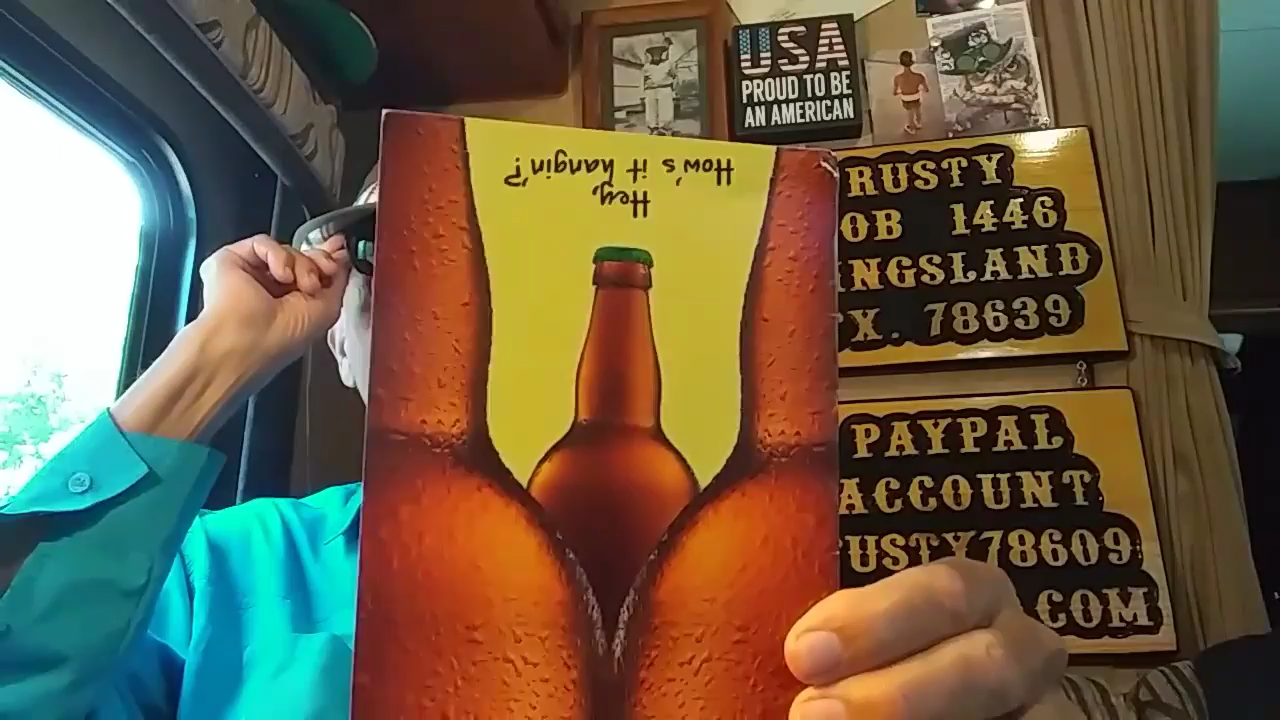 USA
PROUD TO BE
AN AMERICAN
Hey,
How's it hangin'?
RUSTY
OB 1446
NGSLAND
X. 78639
PAYPAL
ACCOUNT
USTY78609
.COM